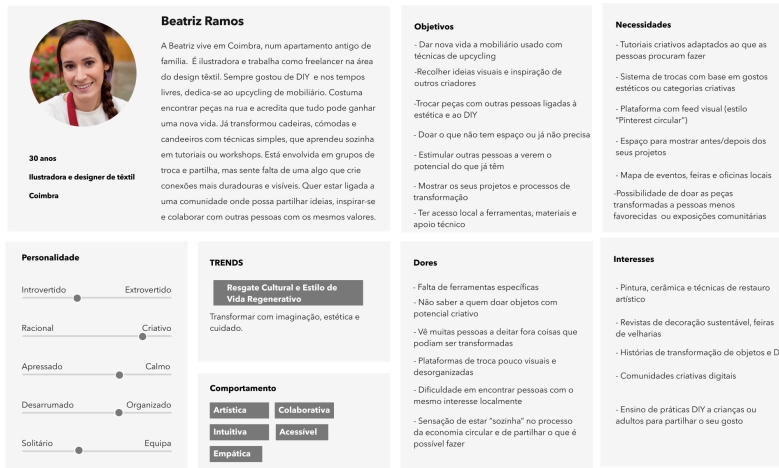 Beatriz Ramos
A Beatriz vive em Coimbra, num apartamento antigo de
família.  É ilustradora e trabalha como freelancer na área
do design têxtil. Sempre gostou de DIY  e nos tempos
livres, dedica-se ao upcycling de mobiliário. Costuma
encontrar peças na rua e acredita que tudo pode ganhar
uma nova vida. Já transformou cadeiras, cómodas e
candeeiros com técnicas simples, que aprendeu sozinha
em tutoriais ou workshops. Está envolvida em grupos de
troca e partilha, mas sente falta de uma algo que crie
conexões mais duradouras e visíveis. Quer estar ligada a
uma comunidade onde possa partilhar ideias, inspirar-se
e colaborar com outras pessoas com os mesmos valores.
30 anos
Ilustradora e designer de têxtil
Coimbra
Objetivos
- Dar nova vida a mobiliário usado com
técnicas de upcycling
-Recolher ideias visuais e inspiração de
outros criadores
-Trocar peças com outras pessoas ligadas à
estética e ao DIY
- Doar o que não tem espaço ou já não precisa
- Estimular outras pessoas a verem o
potencial do que já têm
- Mostrar os seus projetos e processos de
transformação
- Ter acesso local a ferramentas, materiais e
apoio técnico
Necessidades
- Tutoriais criativos adaptados ao que as
pessoas procuram fazer
- Sistema de trocas com base em gostos
estéticos ou categorias criativas
- Plataforma com feed visual (estilo
"Pinterest circular")
- Espaço para mostrar antes/depois dos
seus projetos
- Mapa de eventos, feiras e oficinas locais
-Possibilidade de doar as peças
transformadas a pessoas menos
favorecidas  ou exposições comunitárias
Personalidade
Introvertido Extrovertido
Racional Criativo
Apressado Calmo
Desarrumado Organizado
Solitário Equipa
TRENDS
Resgate Cultural e Estilo de
Vida Regenerativo
Transformar com imaginação, estética e
cuidado.
Comportamento
Artística Colaborativa
Intuitiva Acessível
Empática
Dores
- Falta de ferramentas específicas
- Não saber a quem doar objetos com
potencial criativo
- Vê muitas pessoas a deitar fora coisas que
podiam ser transformadas
- Plataformas de troca pouco visuais e
desorganizadas
- Dificuldade em encontrar pessoas com o
mesmo interesse localmente
- Sensação de estar "sozinha" no processo
da economia circular e de partilhar o que é
possível fazer
Interesses
- Pintura, cerâmica e técnicas de restauro
artístico
- Revistas de decoração sustentável, feiras
de velharias
- Histórias de transformação de objetos e D
- Comunidades criativas digitais
- Ensino de práticas DIY a crianças ou
adultos para partilhar o seu gosto